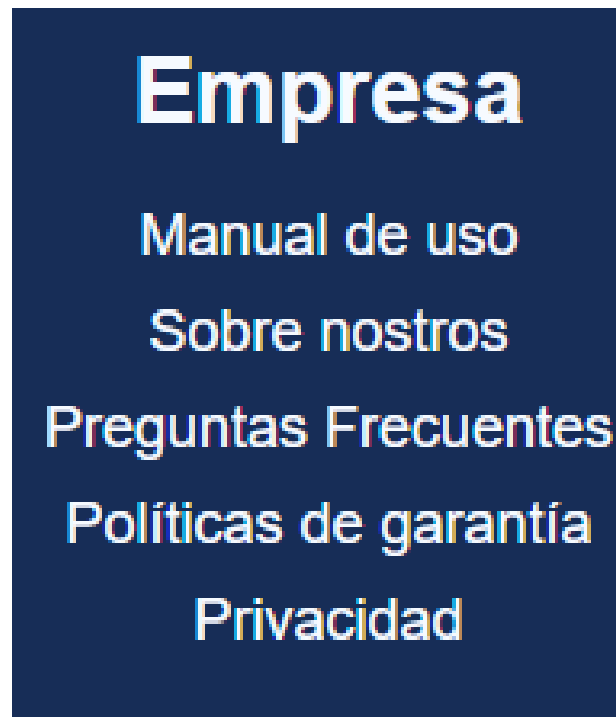 Empresa
Manual de uso
Sobre nostros
Preguntas Frecuentes
Políticas de garantía
Privacidad